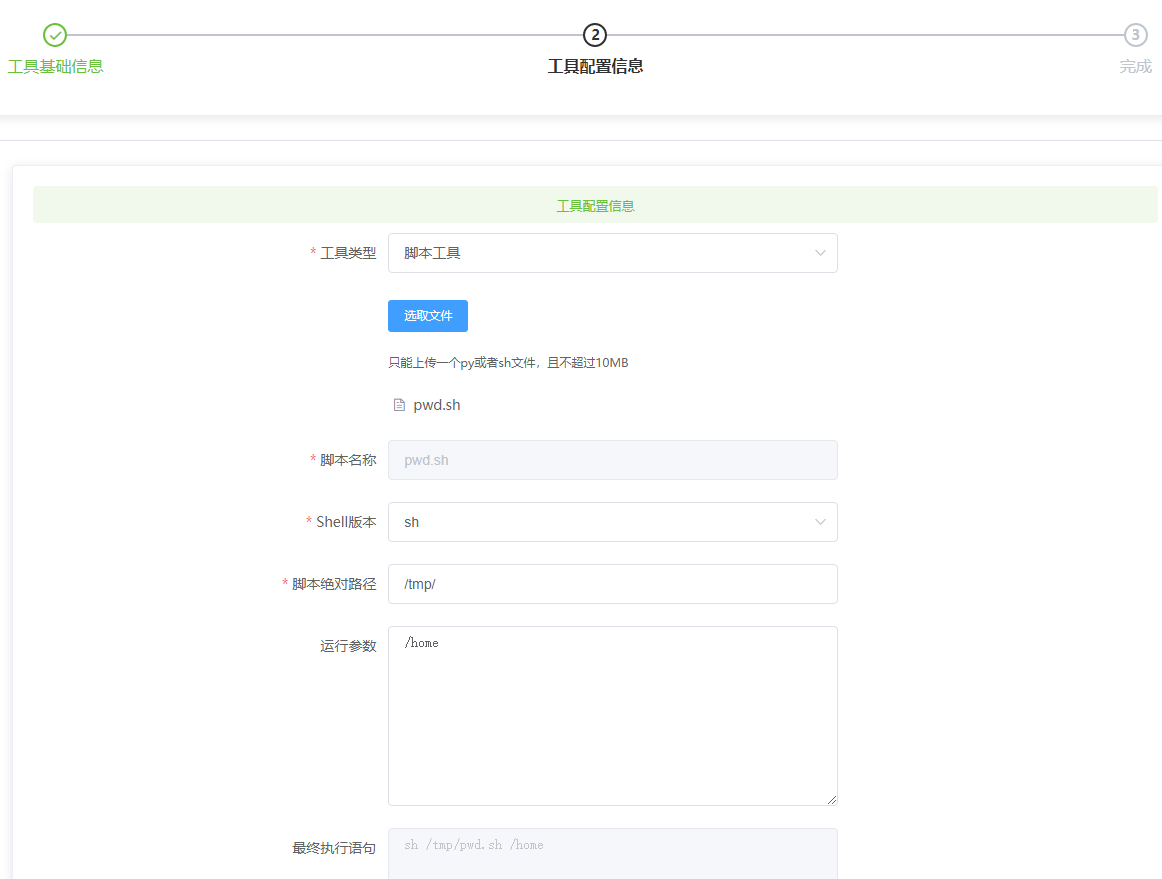 2
3
工具基础信息
工具配置信息
完成
工具配置信息
* 工具类型
脚本工具
选取文件
只能上传一个py或者sh文件，且不超过10MB
pwd.sh
* 脚本名称
pwd.sh
* Shell版本
sh
* 脚本绝对路径
/tmp/
运行参数
/home
最终执行语句
sh /tmp/pwd.sh /home